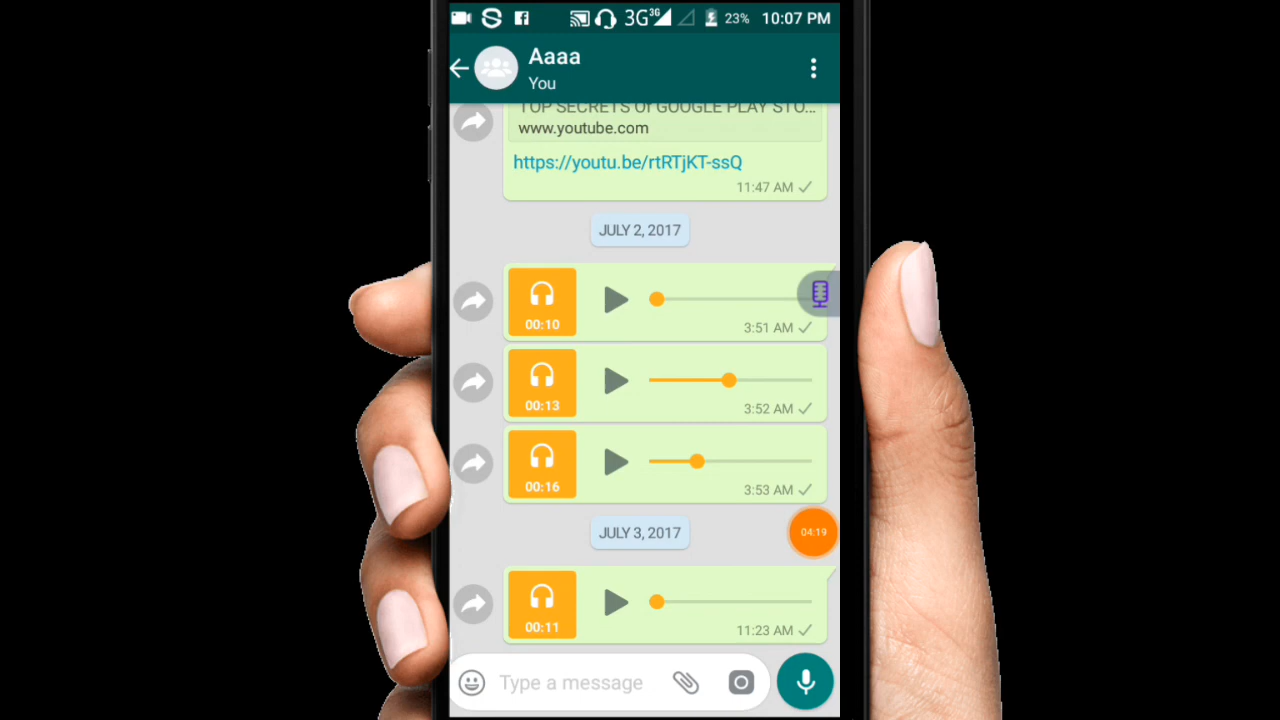 3G 3G 23% 10:07 PM
Aaaa
You
TOP SECRETS Of GOOGLE PLAY STO...
www.youtube.com
https://youtu.be/rtRTjKT-ssQ
11:47 AM
JULY 2, 2017
00:10
3:51 AM
00:13
3:52 AM
00:16
3:53 AM
JULY 3, 2017
04:19
00:11
11:23 AM
Type a message